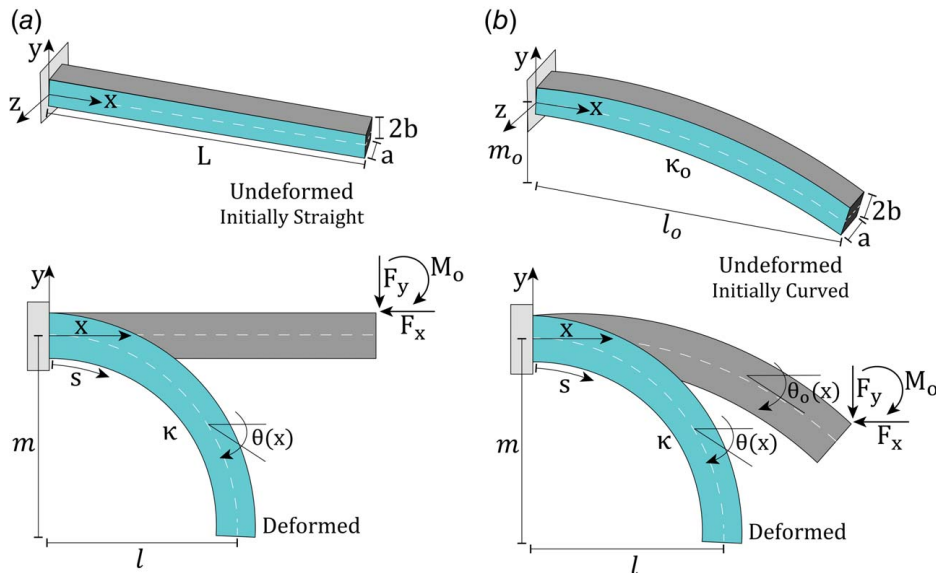 (a)
y
z
x
L
2b
a
Undeformed
Initially Straight
y
x
s
m
κ
θ(x)
F_y
M_o
F_x
Deformed
l
(b)
y
z
x
m_o
κ_o
l_o
2b
a
Undeformed
Initially Curved
y
x
s
m
κ
θ(x)
θ_o(x)
F_y
M_o
F_x
Deformed
l